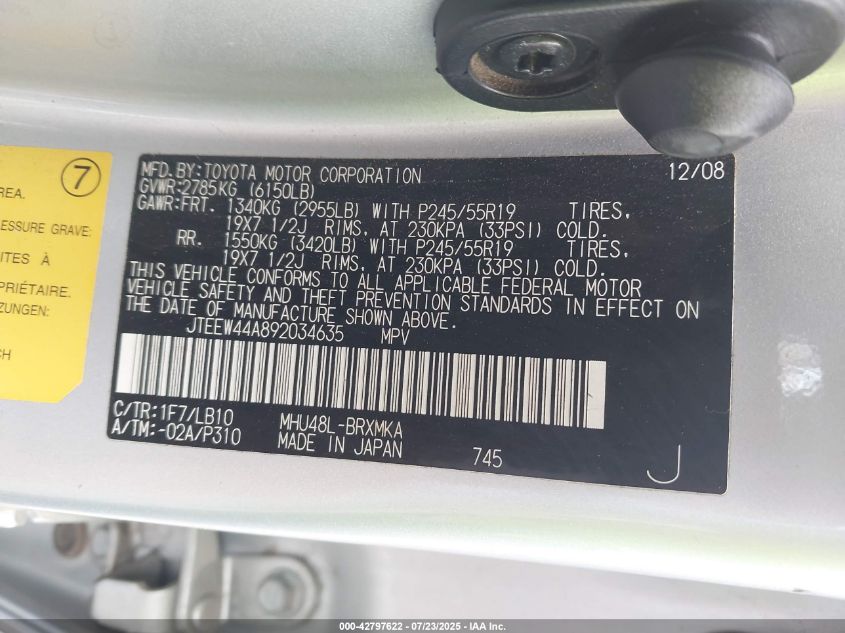 7
REA.
ESSURE GRAVE:
ITES À
PRIÉTAIRE.
ZUNGEN:
CH
MFD.BY:TOYOTA MOTOR CORPORATION 12/08
GVWR:2785KG (6150LB)
GAWR:FRT. 1340KG (2955LB) WITH P245/55R19 TIRES,
19X7 1/2J RIMS, AT 230KPA (33PSI) COLD.
RR. 1550KG (3420LB) WITH P245/55R19 TIRES,
19X7 1/2J RIMS, AT 230KPA (33PSI) COLD.
THIS VEHICLE CONFORMS TO ALL APPLICABLE FEDERAL MOTOR
VEHICLE SAFETY AND THEFT PREVENTION STANDARDS IN EFFECT ON
THE DATE OF MANUFACTURE SHOWN ABOVE.
JTEEW44A892034635 MPV
C/TR:1F7/LB10 MHU48L-BRXMKA
A/TM:-02A/P310 MADE IN JAPAN 745 J
000-42797622 - 07/23/2025 - IAA Inc.